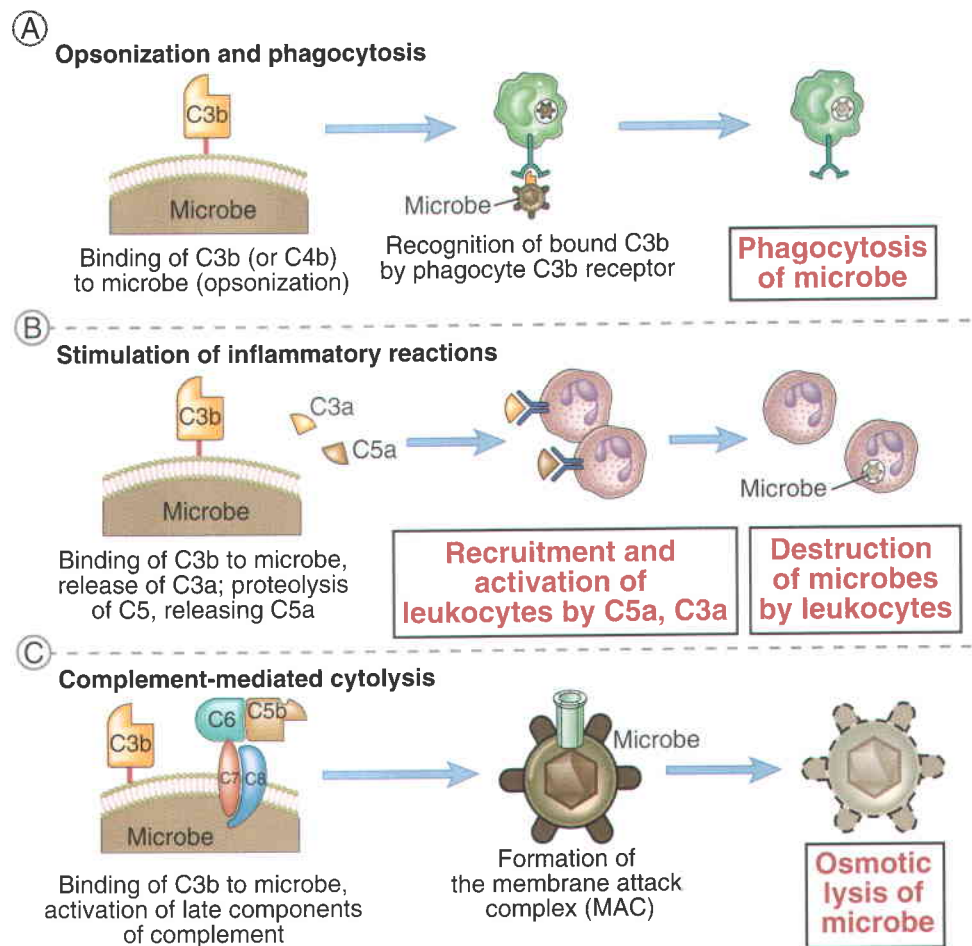 A
Opsonization and phagocytosis
C3b
Microbe
Binding of C3b (or C4b)
to microbe (opsonization)
Microbe
Recognition of bound C3b
by phagocyte C3b receptor
Phagocytosis
of microbe
B
Stimulation of inflammatory reactions
C3b
C3a
C5a
Microbe
Binding of C3b to microbe,
release of C3a; proteolysis
of C5, releasing C5a
Recruitment and
activation of
leukocytes by C5a, C3a
Microbe
Destruction
of microbes
by leukocytes
C
Complement-mediated cytolysis
C3b
C6
C5b
C7
C8
Microbe
Binding of C3b to microbe,
activation of late components
of complement
Microbe
Formation of
the membrane attack
complex (MAC)
Osmotic
lysis of
microbe